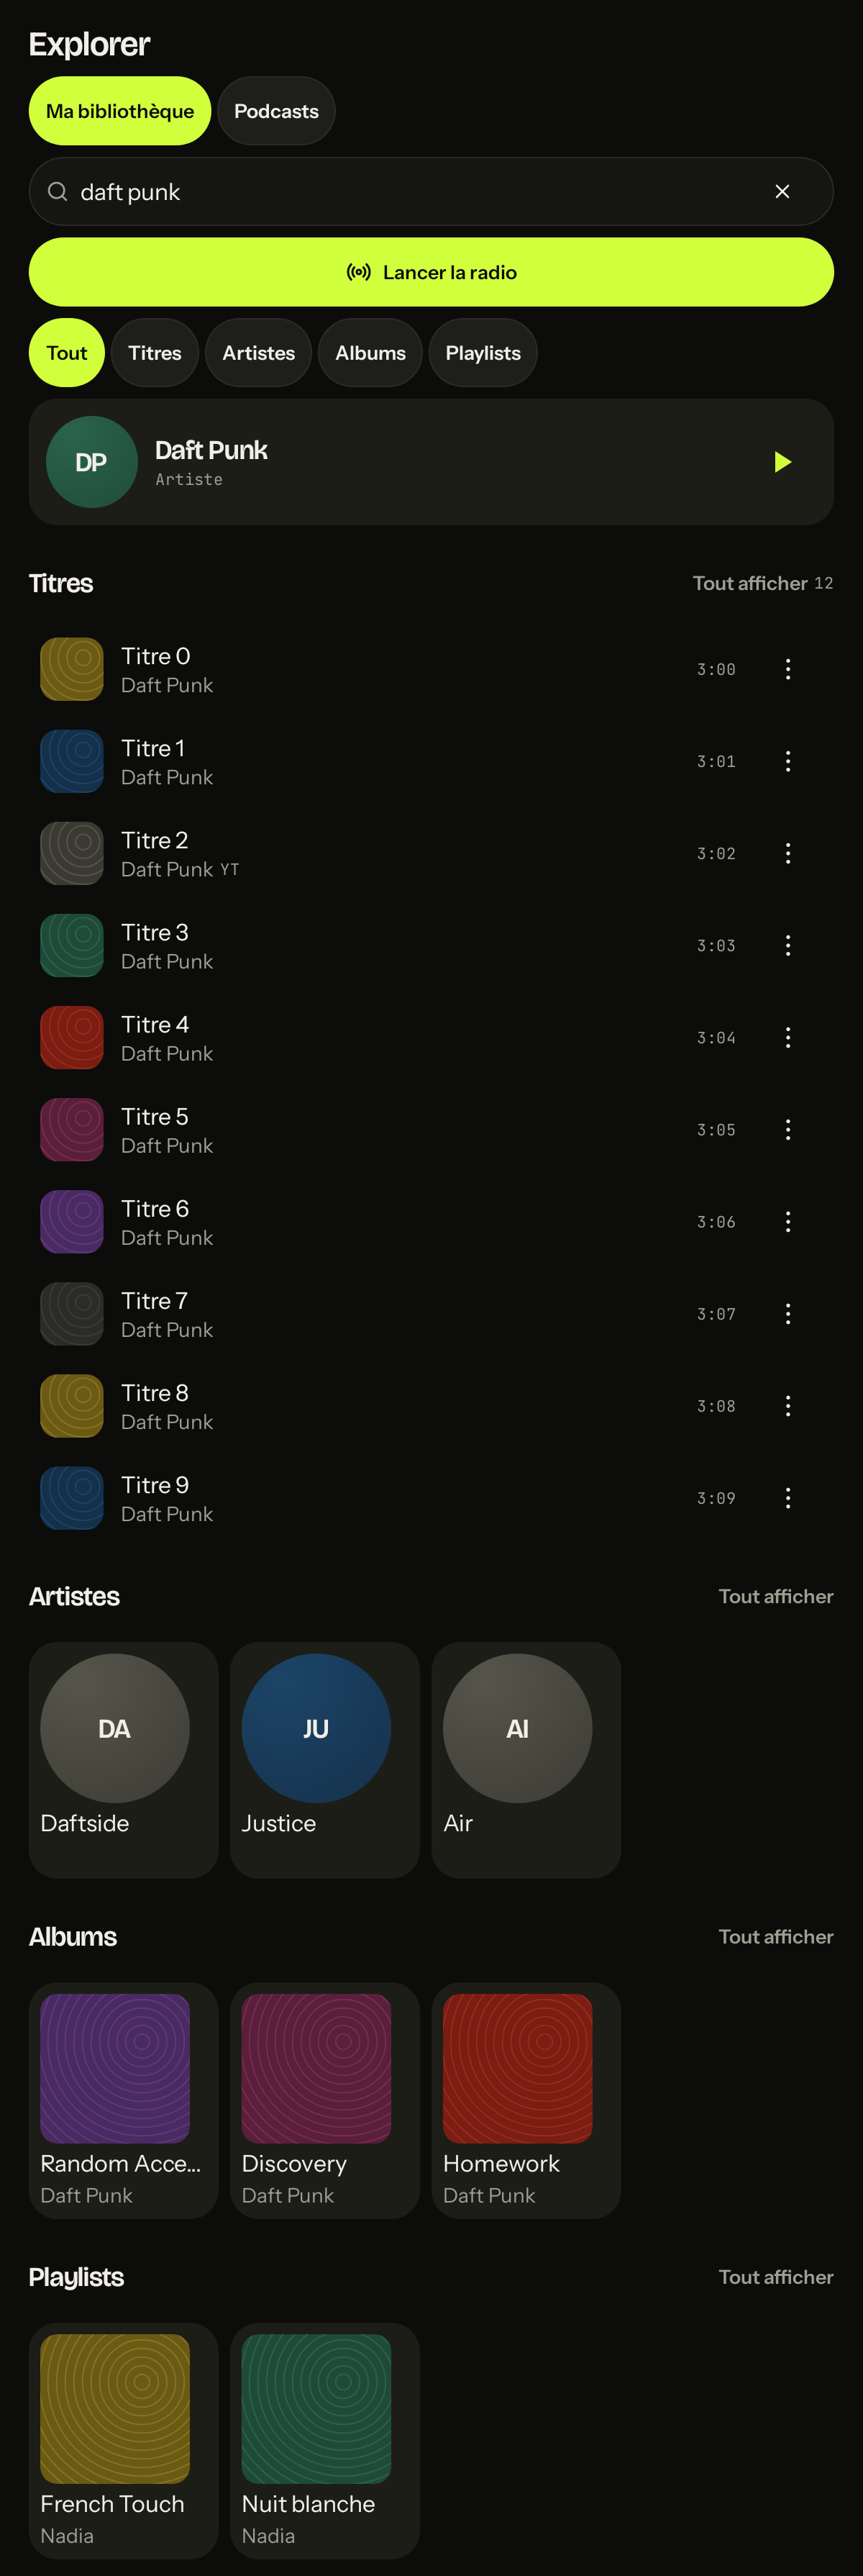 Explorer
Ma bibliothèque Podcasts
daft punk
Lancer la radio
Tout Titres Artistes Albums Playlists
DP
Daft Punk
Artiste
Titres Tout afficher 12
Titre 0
Daft Punk
3:00
Titre 1
Daft Punk
3:01
Titre 2
Daft Punk YT
3:02
Titre 3
Daft Punk
3:03
Titre 4
Daft Punk
3:04
Titre 5
Daft Punk
3:05
Titre 6
Daft Punk
3:06
Titre 7
Daft Punk
3:07
Titre 8
Daft Punk
3:08
Titre 9
Daft Punk
3:09
Artistes Tout afficher
DA JU AI
Daftside Justice Air
Albums Tout afficher
Random Acce... Discovery Homework
Daft Punk Daft Punk Daft Punk
Playlists Tout afficher
French Touch Nuit blanche
Nadia Nadia